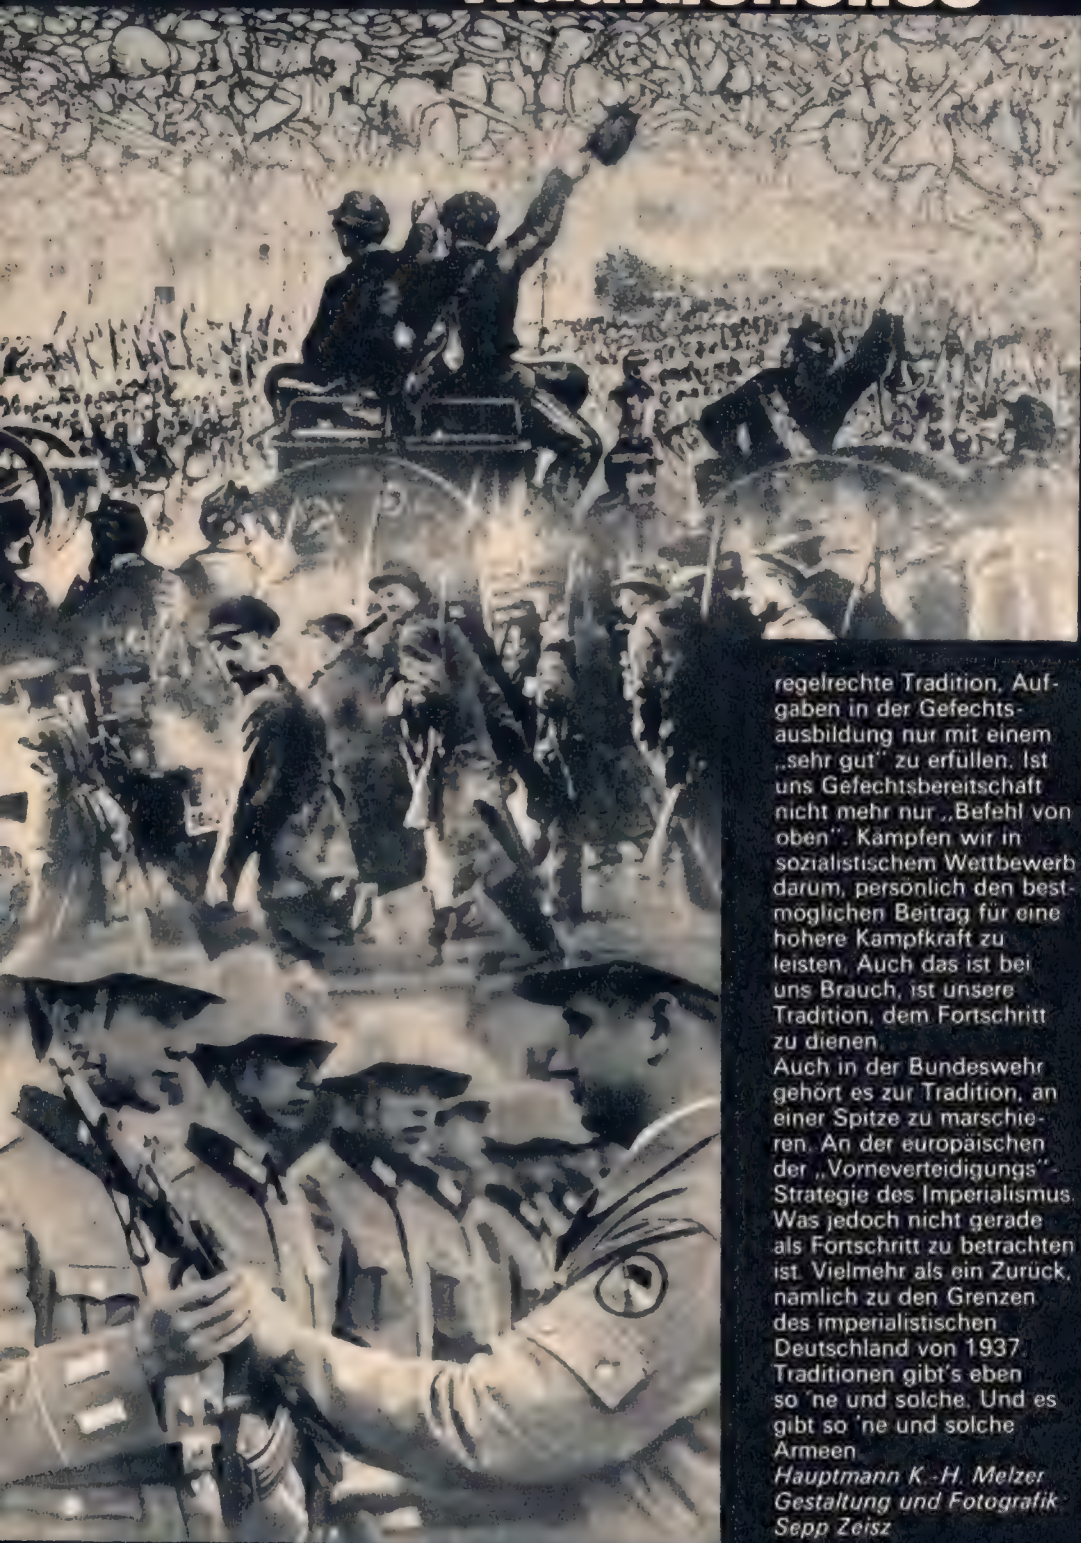 regelrechte Tradition, Auf-
gaben in der Gefechts-
ausbildung nur mit einem
„sehr gut" zu erfüllen. Ist
uns Gefechtsbereitschaft
nicht mehr nur „Befehl von
oben". Kämpfen wir in
sozialistischem Wettbewerb
darum, persönlich den best-
möglichen Beitrag für eine
höhere Kampfkraft zu
leisten. Auch das ist bei
uns Brauch, ist unsere
Tradition, dem Fortschritt
zu dienen.
Auch in der Bundeswehr
gehört es zur Tradition, an
einer Spitze zu marschie-
ren. An der europäischen
der „Vorneverteidigungs"-
Strategie des Imperialismus.
Was jedoch nicht gerade
als Fortschritt zu betrachten
ist. Vielmehr als ein Zurück,
nämlich zu den Grenzen
des imperialistischen
Deutschland von 1937.
Traditionen gibt's eben
so 'ne und solche. Und es
gibt so 'ne und solche
Armeen
Hauptmann K.-H. Melzer
Gestaltung und Fotografik
Sepp Zeisz